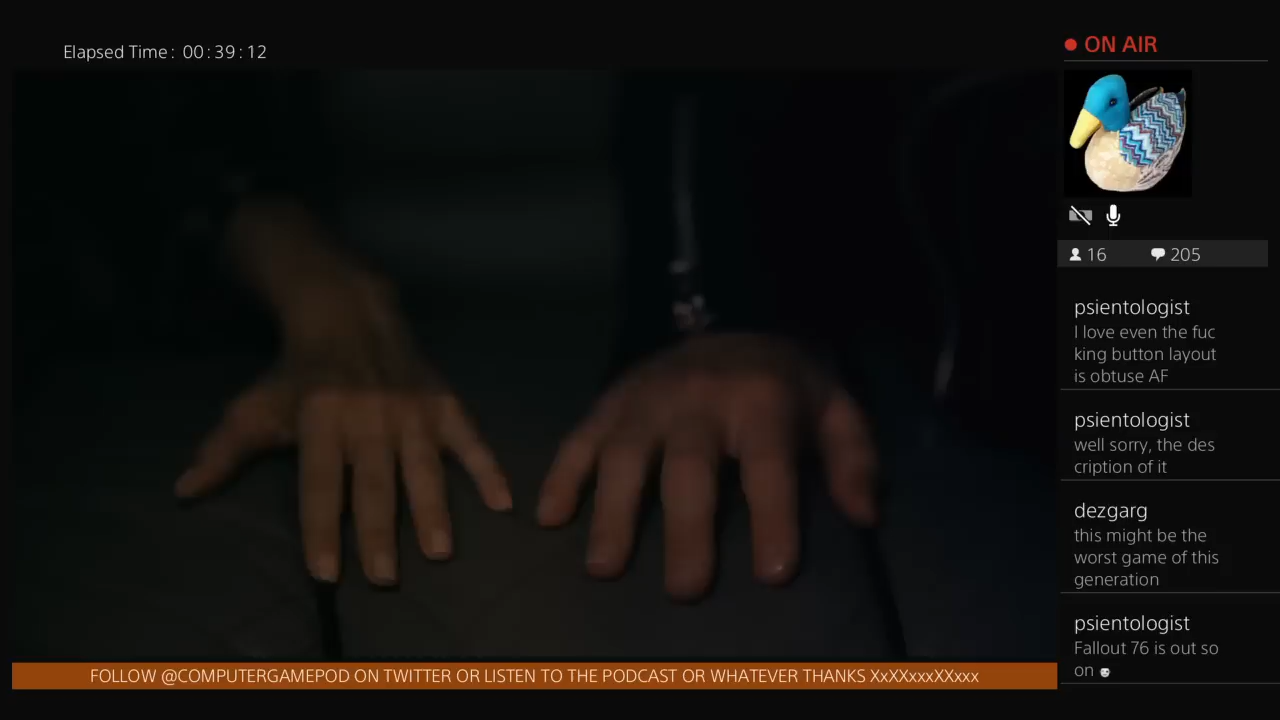 Elapsed Time: 00:39:12
ON AIR
16 205
psientologist
I love even the fuc
king button layout
is obtuse AF
psientologist
well sorry, the des
cription of it
dezgarg
this might be the
worst game of this
generation
psientologist
Fallout 76 is out so
on
FOLLOW @COMPUTERGAMEPOD ON TWITTER OR LISTEN TO THE PODCAST OR WHATEVER THANKS XxXXxxxXXxxx